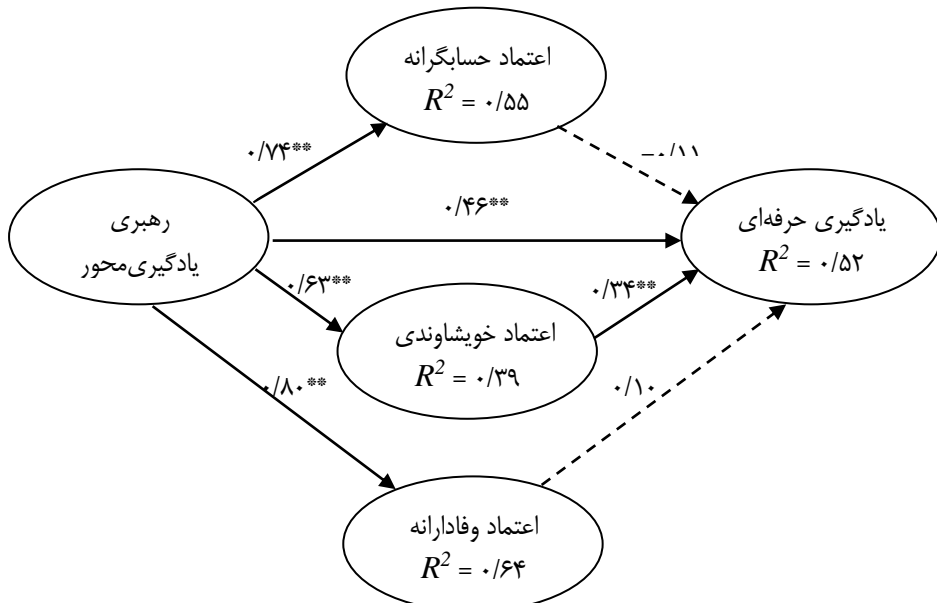 اعتماد حسابگرانه
R² = ۰/۵۵
۰/۷۴**
−۰/۱۱
رهبری
یادگیری‌محور
۰/۴۶**
یادگیری حرفه‌ای
R² = ۰/۵۲
۰/۶۳**
۰/۳۴**
اعتماد خویشاوندی
R² = ۰/۳۹
۰/۸۰**
۰/۱۰
اعتماد وفادارانه
R² = ۰/۶۴